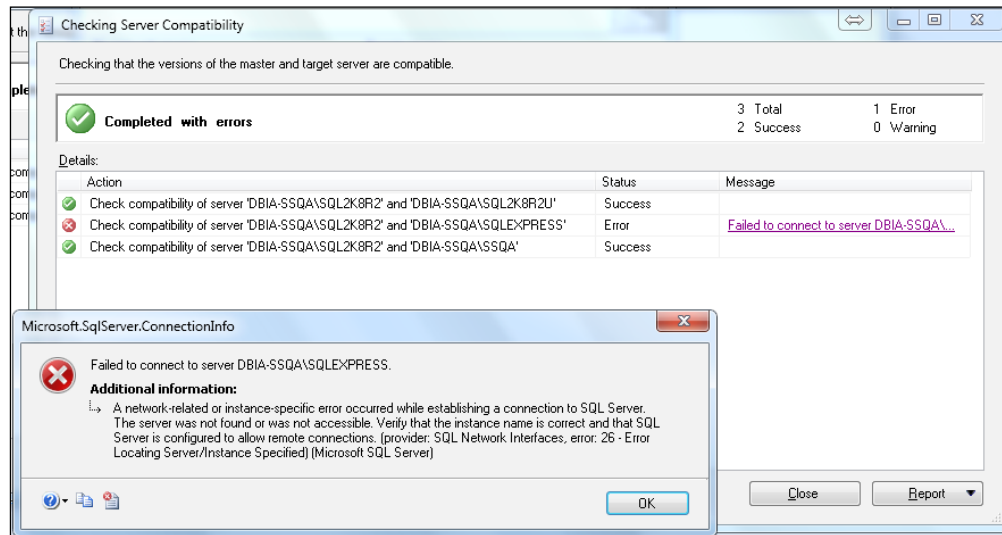 t th
Checking Server Compatibility
Checking that the versions of the master and target server are compatible.
ple
Completed with errors
3 Total 1 Error
2 Success 0 Warning
Details:
Action Status Message
com
Check compatibility of server 'DBIA-SSQA\SQL2K8R2' and 'DBIA-SSQA\SQL2K8R2U' Success
com
Check compatibility of server 'DBIA-SSQA\SQL2K8R2' and 'DBIA-SSQA\SQLEXPRESS' Error Failed to connect to server DBIA-SSQA\...
com
Check compatibility of server 'DBIA-SSQA\SQL2K8R2' and 'DBIA-SSQA\SSQA' Success
Microsoft.SqlServer.ConnectionInfo
Failed to connect to server DBIA-SSQA\SQLEXPRESS.
Additional information:
A network-related or instance-specific error occurred while establishing a connection to SQL Server.
The server was not found or was not accessible. Verify that the instance name is correct and that SQL
Server is configured to allow remote connections. (provider: SQL Network Interfaces, error: 26 - Error
Locating Server/Instance Specified) (Microsoft SQL Server)
OK
Close
Report